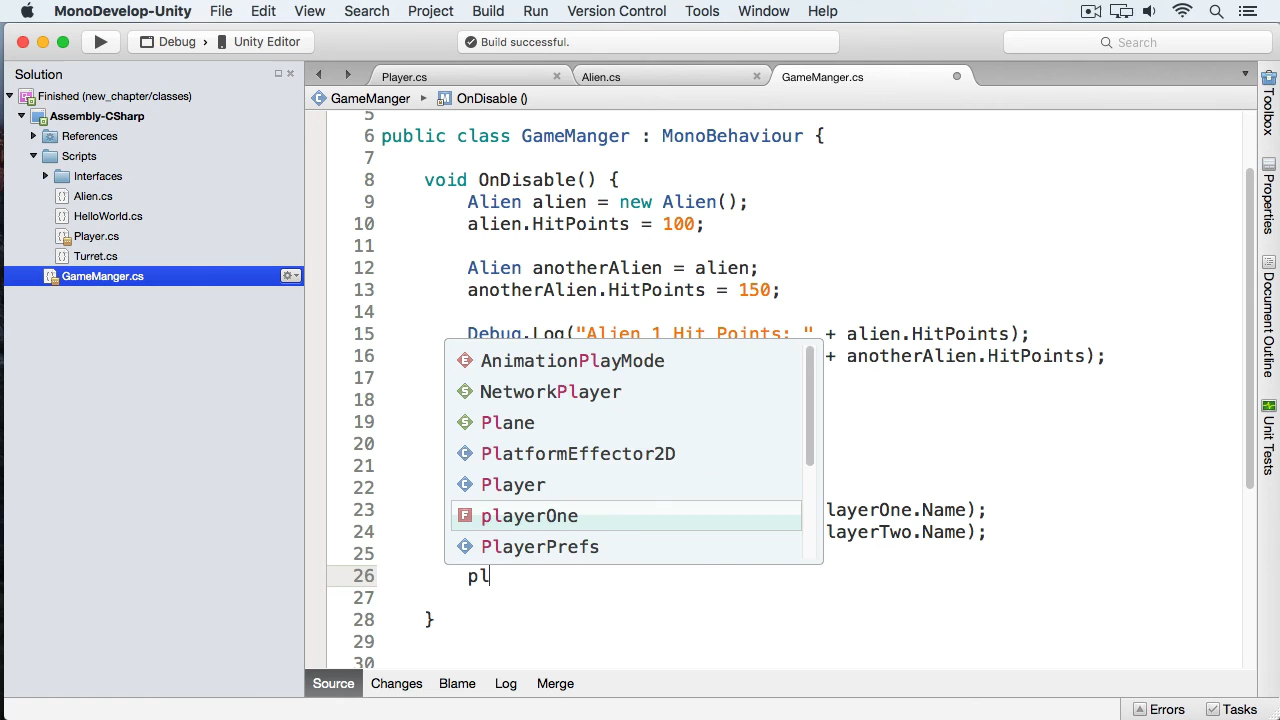 MonoDevelop-Unity File Edit View Search Project Build Run Version Control Tools Window Help
Debug › Unity Editor
Build successful.
Search
Solution
Player.cs
Alien.cs
GameManger.cs
Finished (new_chapter/classes)
Assembly-CSharp
References
Scripts
Interfaces
Alien.cs
HelloWorld.cs
Player.cs
Turret.cs
GameManger.cs
GameManger
OnDisable ()
5
6 public class GameManger : MonoBehaviour {
7
8 void OnDisable() {
9 Alien alien = new Alien();
10 alien.HitPoints = 100;
11
12 Alien anotherAlien = alien;
13 anotherAlien.HitPoints = 150;
14
15 Debug.Log("Alien 1 Hit Points: " + alien.HitPoints);
16 + anotherAlien.HitPoints);
17
18
19
20
21
22
23 layerOne.Name);
24 layerTwo.Name);
25
26 pl
27
28 }
29
30
AnimationPlayMode
NetworkPlayer
Plane
PlatformEffector2D
Player
playerOne
PlayerPrefs
Source Changes Blame Log Merge
Toolbox
Properties
Document Outline
Unit Tests
Errors
Tasks